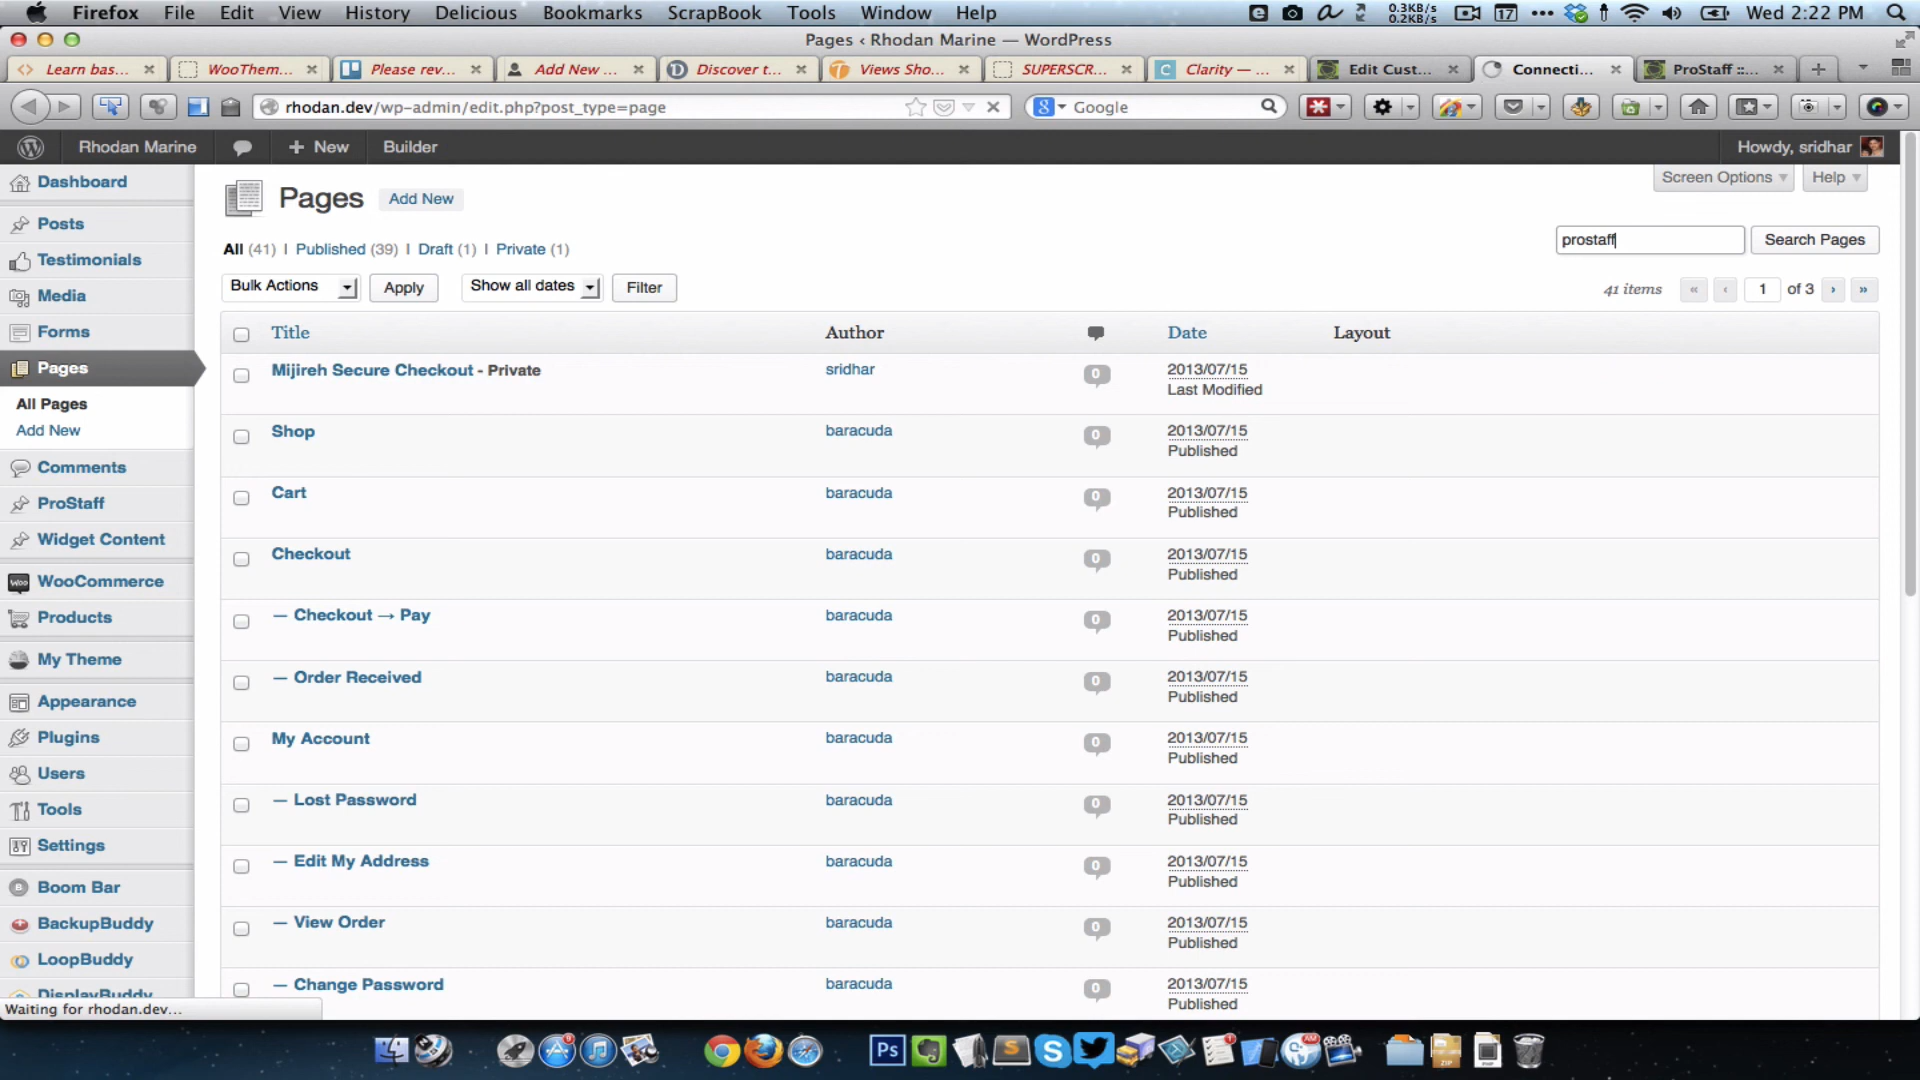 Firefox File Edit View History Delicious Bookmarks ScrapBook Tools Window Help 0.3KB/s 0.2KB/s 17 Wed 2:22 PM
Pages ‹ Rhodan Marine — WordPress
Learn bas... WooThem... Please rev... Add New ... Discover t... Views Sho... SUPERSCR... Clarity — ... Edit Cust... Connecti... ProStaff ::...
rhodan.dev/wp-admin/edit.php?post_type=page Google
Rhodan Marine + New Builder Howdy, sridhar
Dashboard
Posts
Testimonials
Media
Forms
Pages
All Pages
Add New
Comments
ProStaff
Widget Content
WooCommerce
Products
My Theme
Appearance
Plugins
Users
Tools
Settings
Boom Bar
BackupBuddy
LoopBuddy
DisplayBuddy
Waiting for rhodan.dev...
Screen Options Help
Pages Add New
All (41) | Published (39) | Draft (1) | Private (1)
prostaff Search Pages
Bulk Actions Apply Show all dates Filter
41 items « ‹ 1 of 3 › »
Title Author Date Layout
Mijireh Secure Checkout - Private sridhar 0 2013/07/15
Last Modified
Shop baracuda 0 2013/07/15
Published
Cart baracuda 0 2013/07/15
Published
Checkout baracuda 0 2013/07/15
Published
— Checkout → Pay baracuda 0 2013/07/15
Published
— Order Received baracuda 0 2013/07/15
Published
My Account baracuda 0 2013/07/15
Published
— Lost Password baracuda 0 2013/07/15
Published
— Edit My Address baracuda 0 2013/07/15
Published
— View Order baracuda 0 2013/07/15
Published
— Change Password baracuda 0 2013/07/15
Published
Ps